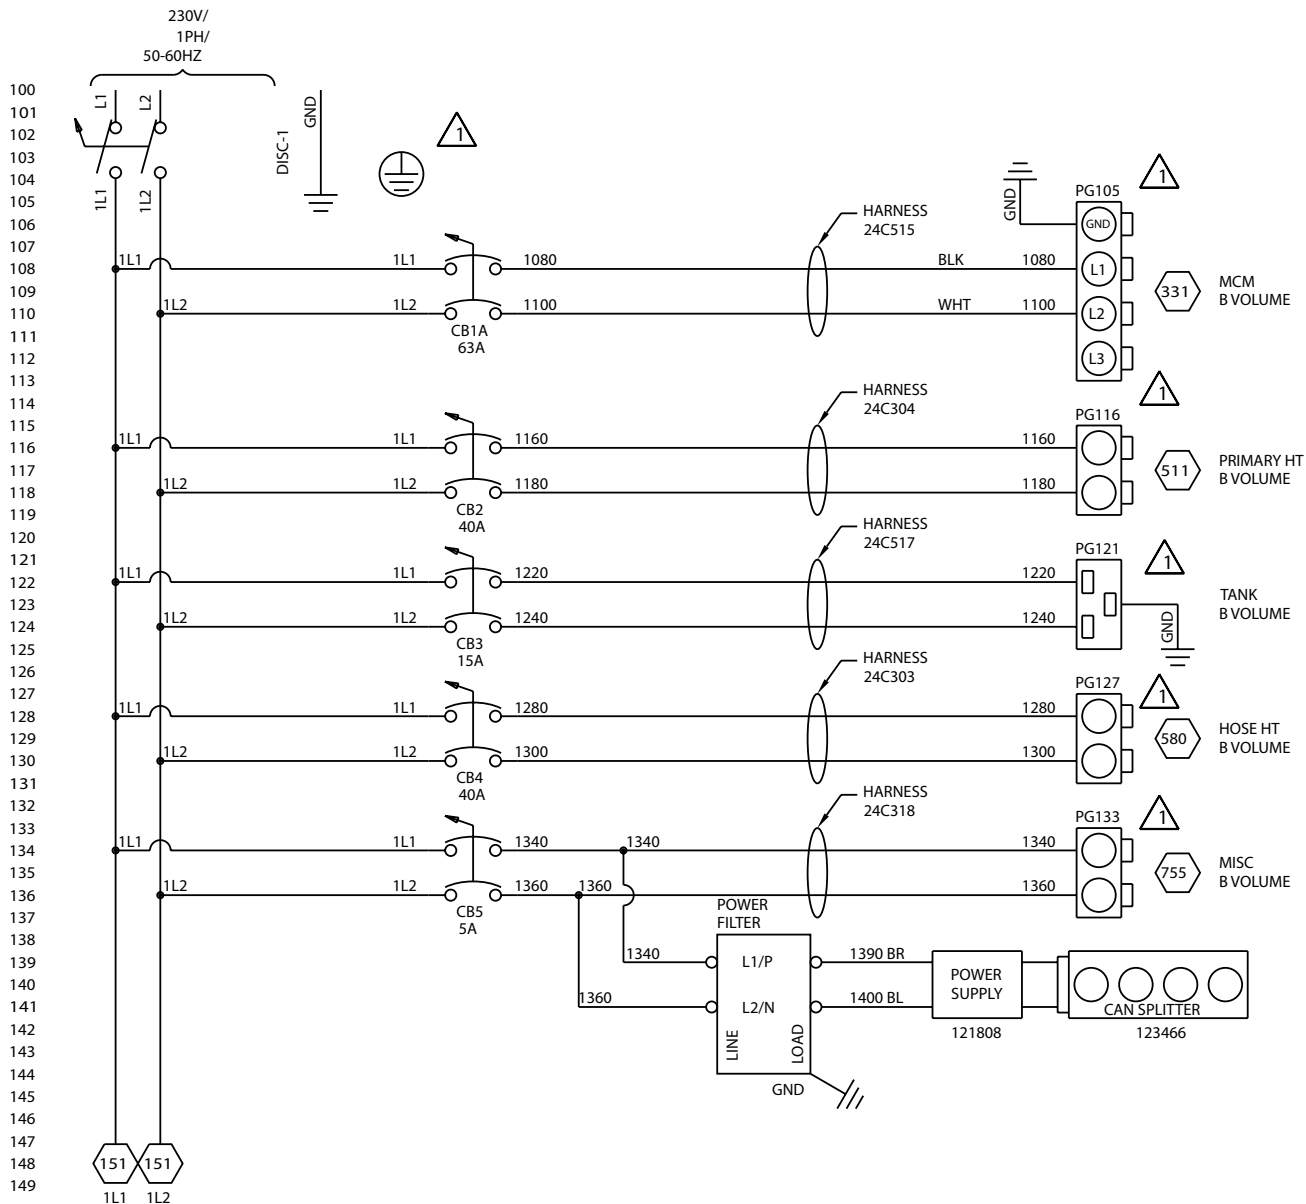 230V/
1PH/
50-60HZ
100
L1
L2
GND
101
102
1
DISC-1
103
104
1
1L1
1L2
105
GND
PG105
HARNESS
24C515
106
GND
107
108
1L1
1L1
1080
BLK
1080
L1
109
331
MCM
B VOLUME
110
1L2
1L2
1100
WHT
1100
L2
111
CB1A
63A
112
L3
113
114
HARNESS
24C304
1
115
PG116
116
1L1
1L1
1160
1160
117
511
PRIMARY HT
B VOLUME
118
1L2
1L2
1180
1180
119
CB2
40A
120
HARNESS
24C517
121
PG121
1
122
1L1
1L1
1220
1220
123
TANK
B VOLUME
124
1L2
1L2
1240
1240
GND
125
CB3
15A
126
HARNESS
24C303
127
PG127
1
128
1L1
1L1
1280
1280
129
580
HOSE HT
B VOLUME
130
1L2
1L2
1300
1300
131
CB4
40A
132
HARNESS
24C318
133
PG133
1
134
1L1
1L1
1340
1340
1340
135
755
MISC
B VOLUME
136
1L2
1L2
1360
1360
1360
137
CB5
5A
POWER
FILTER
138
139
1340
L1/P
1390 BR
140
POWER
SUPPLY
141
1360
L2/N
1400 BL
CAN SPLITTER
142
LINE
LOAD
121808
123466
143
144
GND
145
146
147
148
151
151
149
1L1
1L2